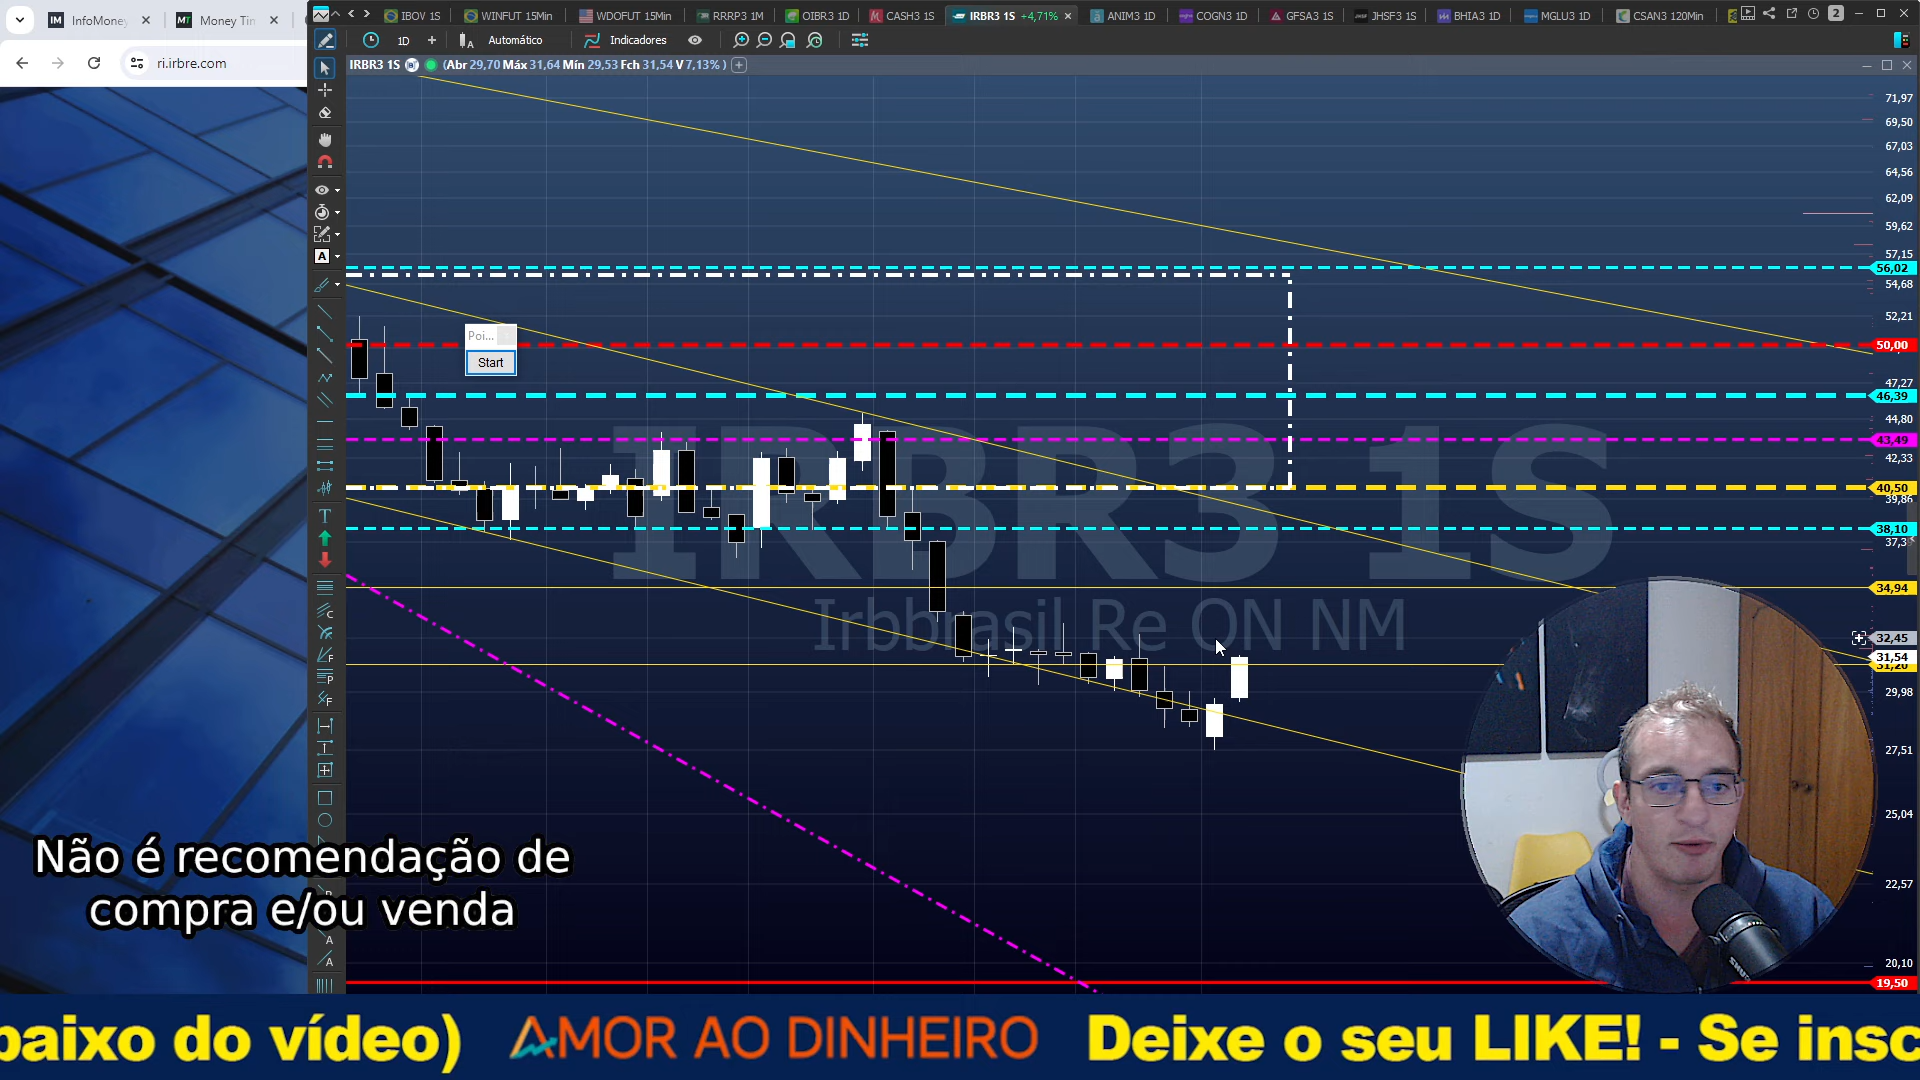 InfoMoney
Money Tim
IBOV 1S
WINFUT 15Min
WDOFUT 15Min
RRRP3 1M
OIBR3 1D
CASH3 1S
IRBR3 1S +4,71%
ANIM3 1D
COGN3 1D
GFSA3 1S
JHSF3 1S
BHIA3 1D
MGLU3 1D
CSAN3 120Min
2
ri.irbre.com
1D
Automático
Indicadores
IRBR3 1S
(Abr 29,70 Máx 31,64 Mín 29,53 Fch 31,54 V 7,13% )
71,97
69,50
67,03
64,56
62,09
59,62
57,15
56,02
54,68
52,21
50,00
47,27
46,39
44,80
43,49
42,33
40,50
39,86
38,10
34,94
32,45
31,54
31,20
29,98
27,51
25,04
22,57
20,10
19,50
Poi...
Start
IRBR3 1S
Irbbrasil Re ON NM
Não é recomendação de
compra e/ou venda
baixo do vídeo) AMOR AO DINHEIRO Deixe o seu LIKE! - Se insc